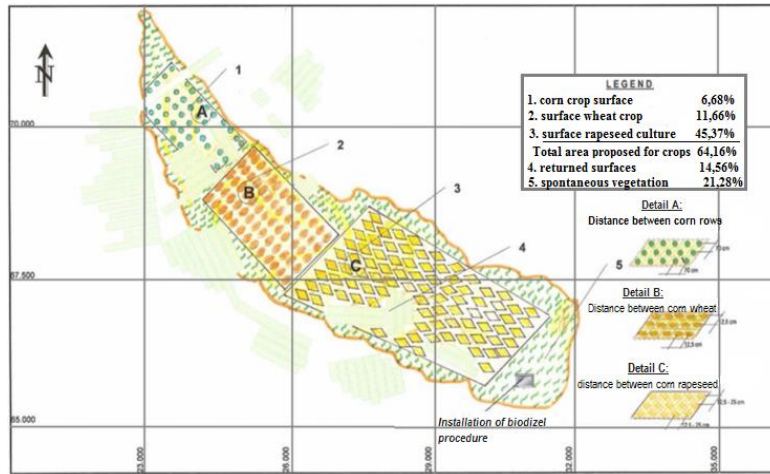 N
1
A
2
B
3
C
4
5
LEGEND
1. corn crop surface 6,68%
2. surface wheat crop 11,66%
3. surface rapeseed culture 45,37%
Total area proposed for crops 64,16%
4. returned surfaces 14,56%
5. spontaneous vegetation 21,28%
Detail A:
Distance between corn rows
70 cm
Detail B:
Distance between corn wheat
12,5 cm
Detail C:
distance between corn rapeseed
12,5 - 25 cm
12,5 - 25 cm
Installation of biodizel
procedure
70.000
67.500
65.000
23.000
26.000
29.000
32.000
35.000